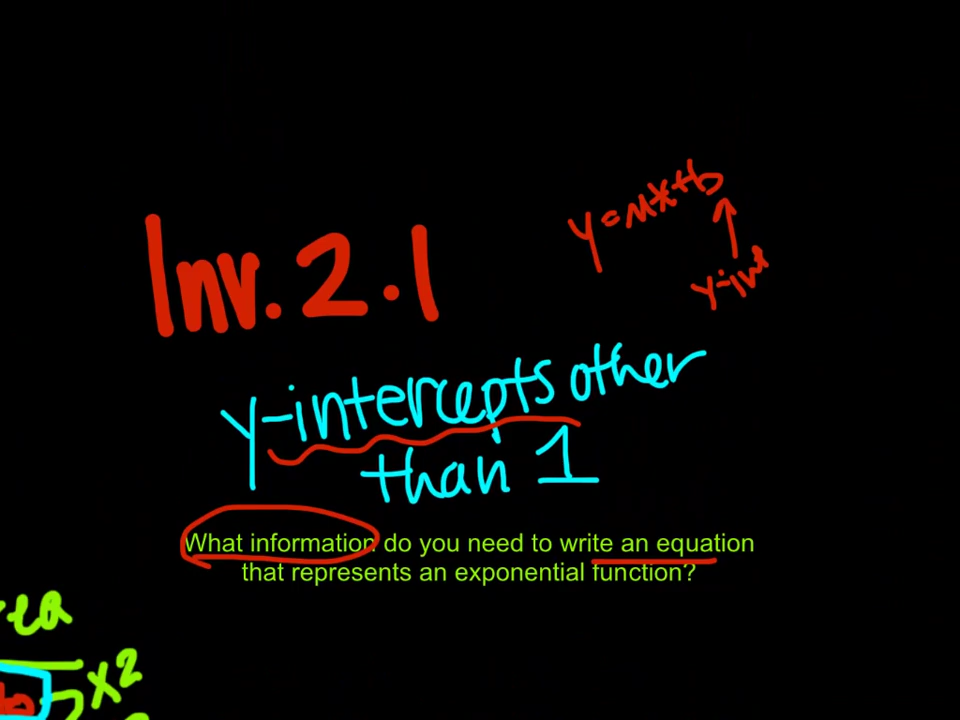 y=mx+b
Inv. 2.1
y-int
y-intercepts other
than 1
What information do you need to write an equation
that represents an exponential function?
x2